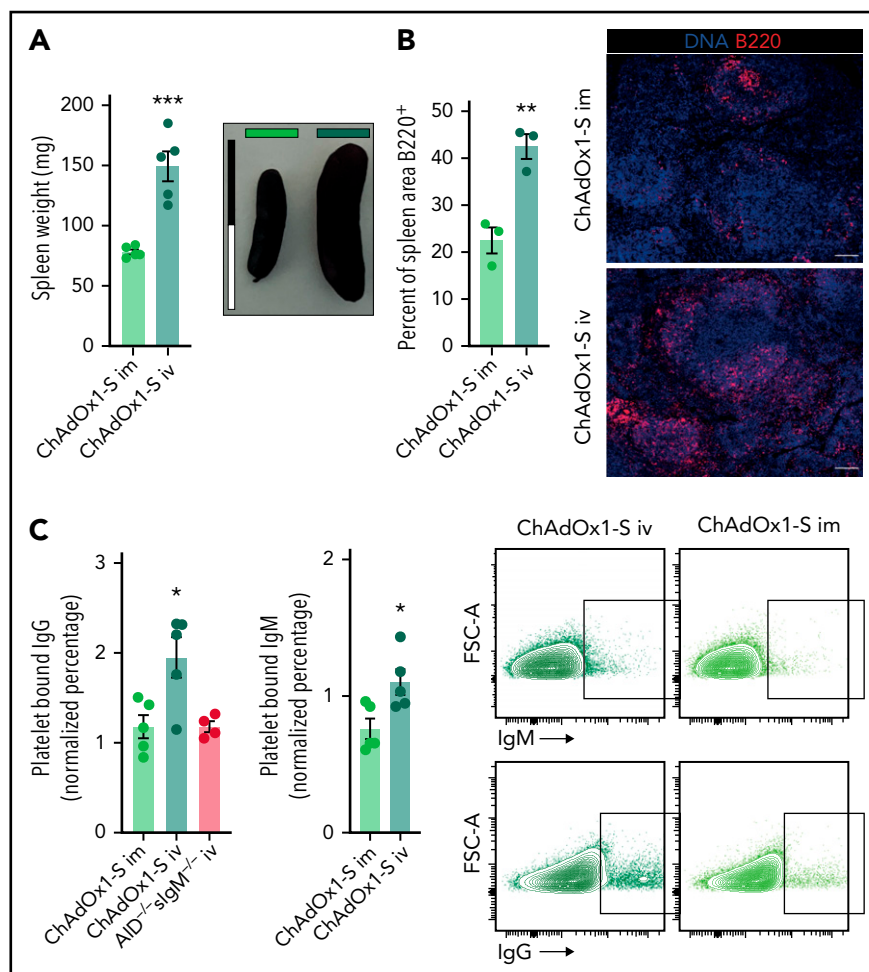 A
Spleen weight (mg)
200
150
100
50
0
***
ChAdOx1-S im
ChAdOx1-S iv
B
Percent of spleen area B220+
50
40
30
20
10
0
**
ChAdOx1-S im
ChAdOx1-S iv
DNA B220
ChAdOx1-S im
ChAdOx1-S iv
C
Platelet bound IgG
(normalized percentage)
3
2
1
0
*
ChAdOx1-S im
ChAdOx1-S iv
AID-/-sIgM-/- iv
Platelet bound IgM
(normalized percentage)
2
1
0
*
ChAdOx1-S im
ChAdOx1-S iv
ChAdOx1-S iv
ChAdOx1-S im
FSC-A
IgM
FSC-A
IgG